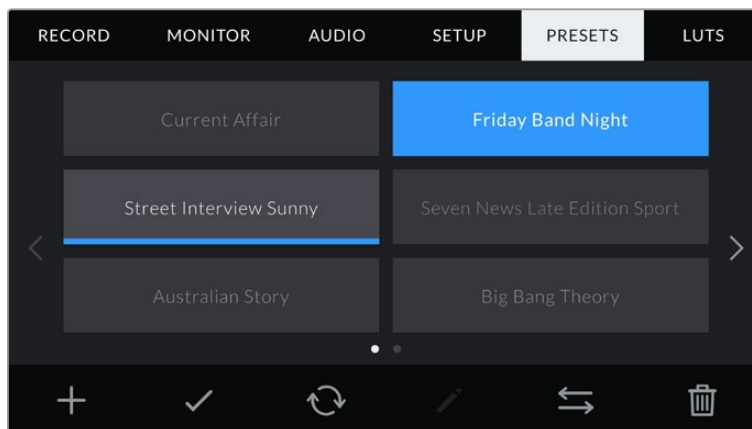 RECORD MONITOR AUDIO SETUP PRESETS LUTS
Current Affair Friday Band Night
Street Interview Sunny Seven News Late Edition Sport
Australian Story Big Bang Theory